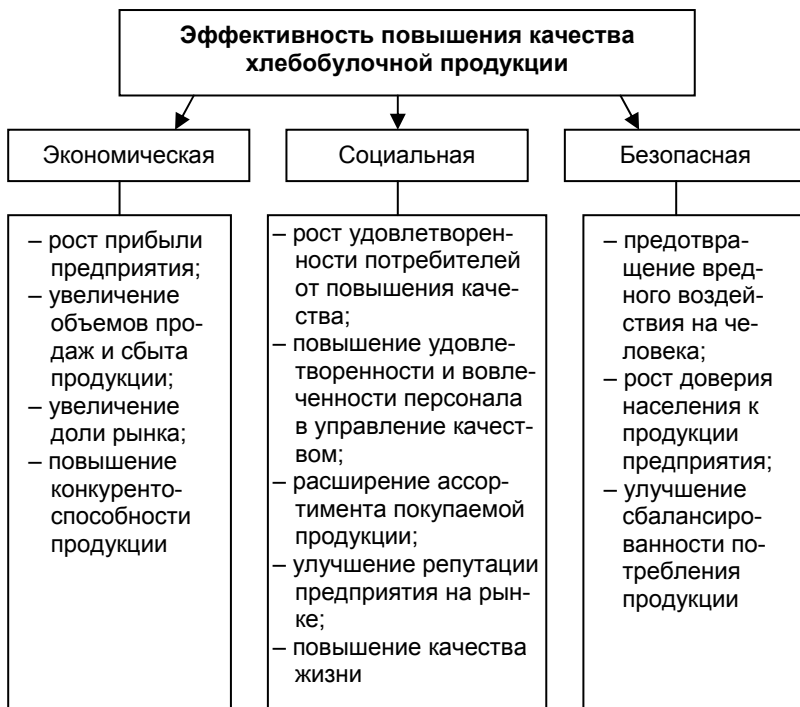 Эффективность повышения качества
хлебобулочной продукции
Экономическая
Социальная
Безопасная
– рост прибыли
предприятия;
– увеличение
объемов про-
даж и сбыта
продукции;
– увеличение
доли рынка;
– повышение
конкуренто-
способности
продукции
– рост удовлетворен-
ности потребителей
от повышения каче-
ства;
– повышение удовле-
творенности и вовле-
ченности персонала
в управление качест-
вом;
– расширение ассор-
тимента покупаемой
продукции;
– улучшение репутации
предприятия на рын-
ке;
– повышение качества
жизни
– предотвра-
щение вред-
ного воздей-
ствия на че-
ловека;
– рост доверия
населения к
продукции
предприятия;
– улучшение
сбалансиро-
ванности по-
требления
продукции